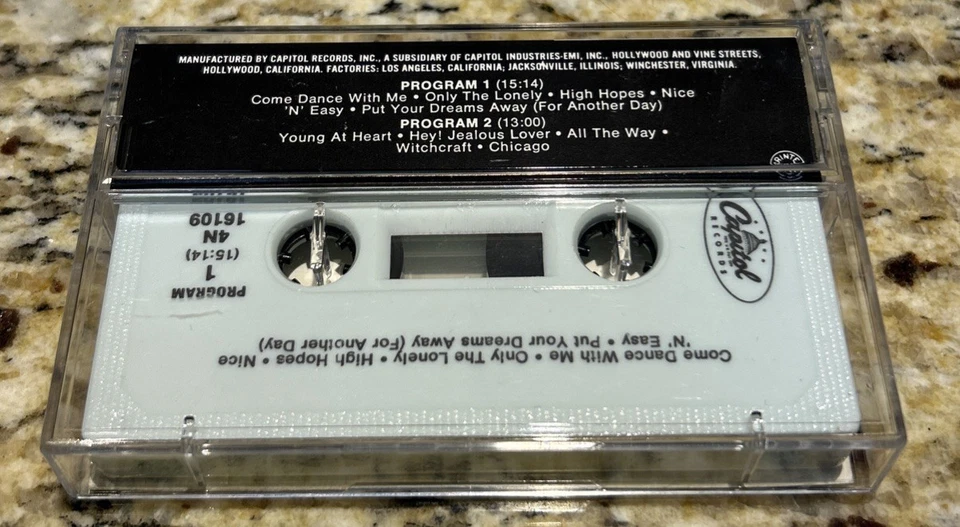 MANUFACTURED BY CAPITOL RECORDS, INC., A SUBSIDIARY OF CAPITOL INDUSTRIES-EMI, INC., HOLLYWOOD AND VINE STREETS,
HOLLYWOOD, CALIFORNIA. FACTORIES: LOS ANGELES, CALIFORNIA; JACKSONVILLE, ILLINOIS; WINCHESTER, VIRGINIA.
PROGRAM 1 (15:14)
Come Dance With Me • Only The Lonely • High Hopes • Nice
'N' Easy • Put Your Dreams Away (For Another Day)
PROGRAM 2 (13:00)
Young At Heart • Hey! Jealous Lover • All The Way •
Witchcraft • Chicago
Capitol
RECORDS
PROGRAM
1
(15:14)
4N
16109
Come Dance With Me • Only The Lonely • High Hopes • Nice
'N' Easy • Put Your Dreams Away (For Another Day)